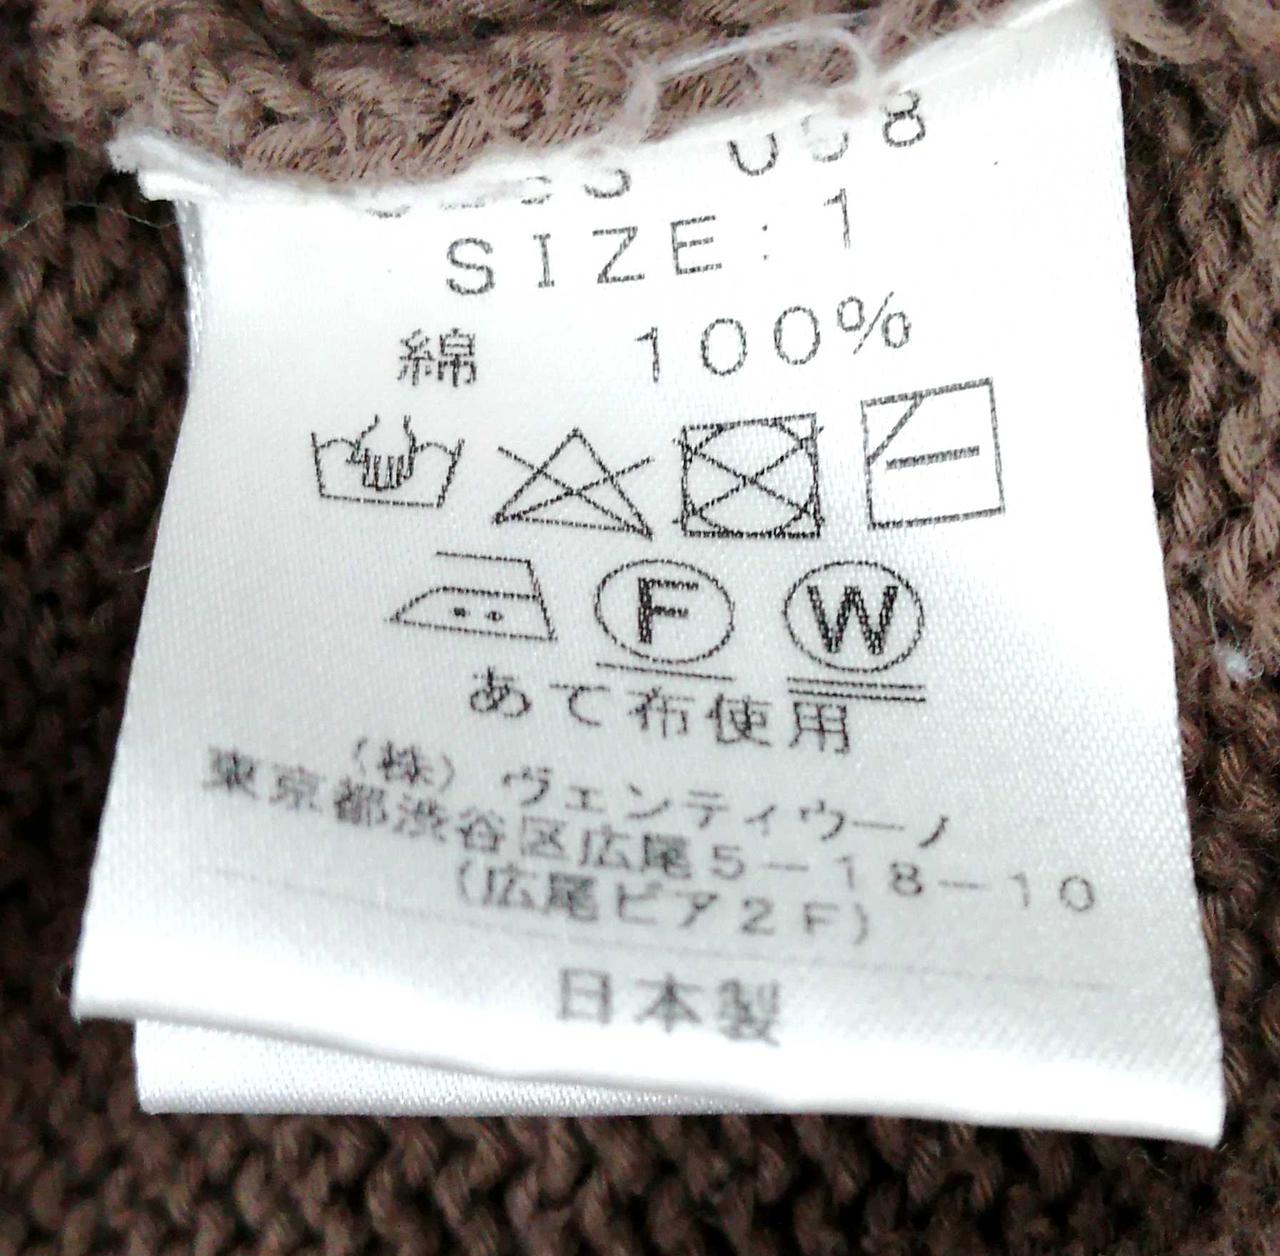 SIZE:1
綿 100%
F W
あて布使用
(株)ヴェンティウーノ
東京都渋谷区広尾5-18-10
(広尾ピア2F)
日本製